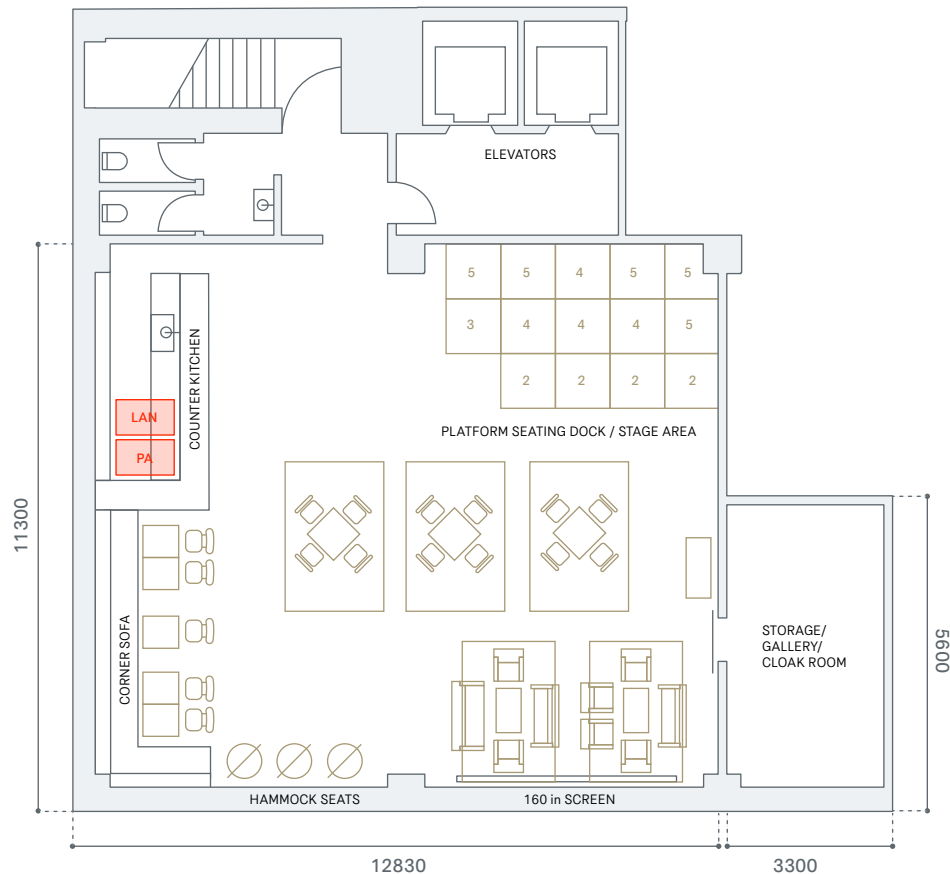 ELEVATORS
5 5 4 5 5
3 4 4 4 5
2 2 2 2
COUNTER KITCHEN
LAN
PA
PLATFORM SEATING DOCK / STAGE AREA
11300
CORNER SOFA
STORAGE/
GALLERY/
CLOAK ROOM
5600
HAMMOCK SEATS
160 in SCREEN
12830
3300